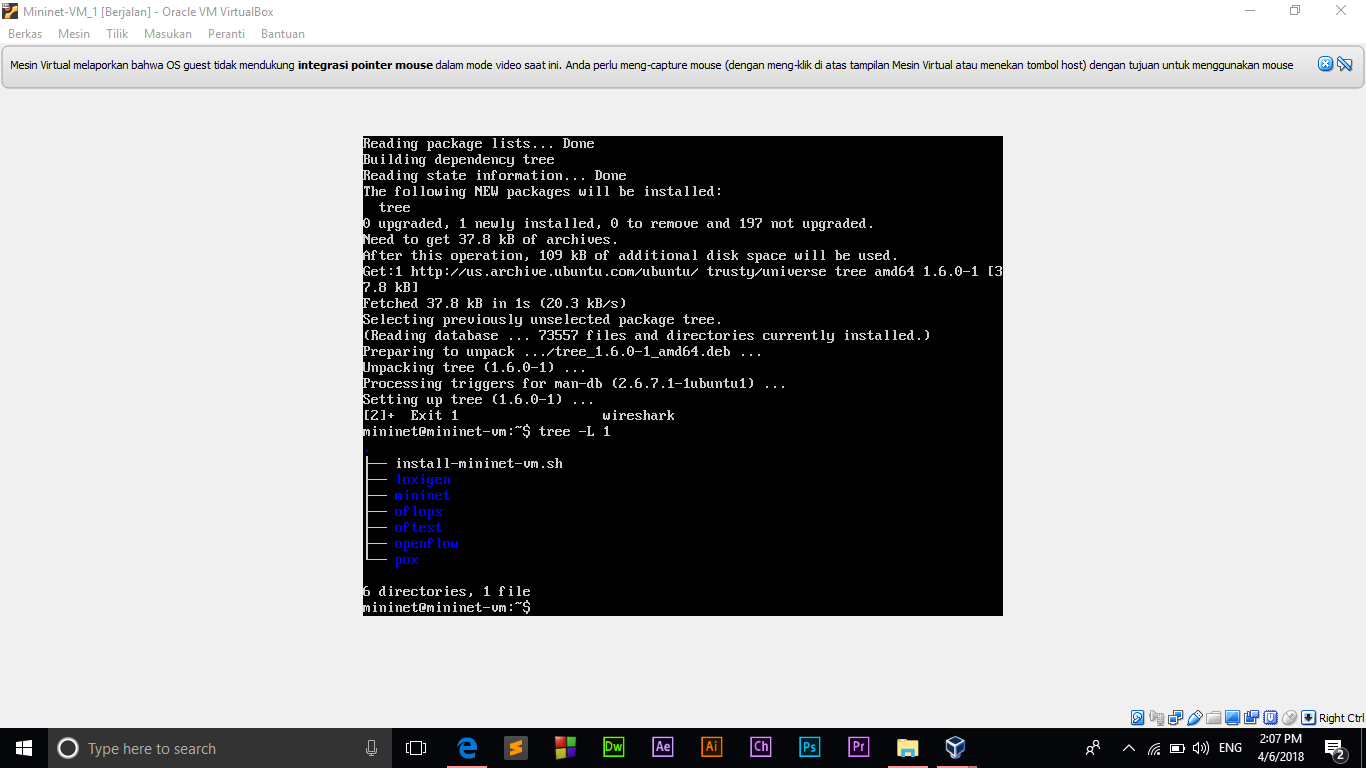 Mininet-VM_1 [Berjalan] - Oracle VM VirtualBox
Berkas Mesin Tilik Masukan Peranti Bantuan
Mesin Virtual melaporkan bahwa OS guest tidak mendukung integrasi pointer mouse dalam mode video saat ini. Anda perlu meng-capture mouse (dengan meng-klik di atas tampilan Mesin Virtual atau menekan tombol host) dengan tujuan untuk menggunakan mouse
Reading package lists... Done
Building dependency tree
Reading state information... Done
The following NEW packages will be installed:
  tree
0 upgraded, 1 newly installed, 0 to remove and 197 not upgraded.
Need to get 37.8 kB of archives.
After this operation, 109 kB of additional disk space will be used.
Get:1 http://us.archive.ubuntu.com/ubuntu/ trusty/universe tree amd64 1.6.0-1 [3
7.8 kB]
Fetched 37.8 kB in 1s (20.3 kB/s)
Selecting previously unselected package tree.
(Reading database ... 73557 files and directories currently installed.)
Preparing to unpack .../tree_1.6.0-1_amd64.deb ...
Unpacking tree (1.6.0-1) ...
Processing triggers for man-db (2.6.7.1-1ubuntu1) ...
Setting up tree (1.6.0-1) ...
[2]+  Exit 1                  wireshark
mininet@mininet-vm:~$ tree -L 1
.
├── install-mininet-vm.sh
├── loxigen
├── mininet
├── oflops
├── oftest
├── openflow
└── pox
6 directories, 1 file
mininet@mininet-vm:~$
Right Ctrl
Type here to search
Dw Ae Ai Ch Ps Pr
ENG
2:07 PM
4/6/2018
2